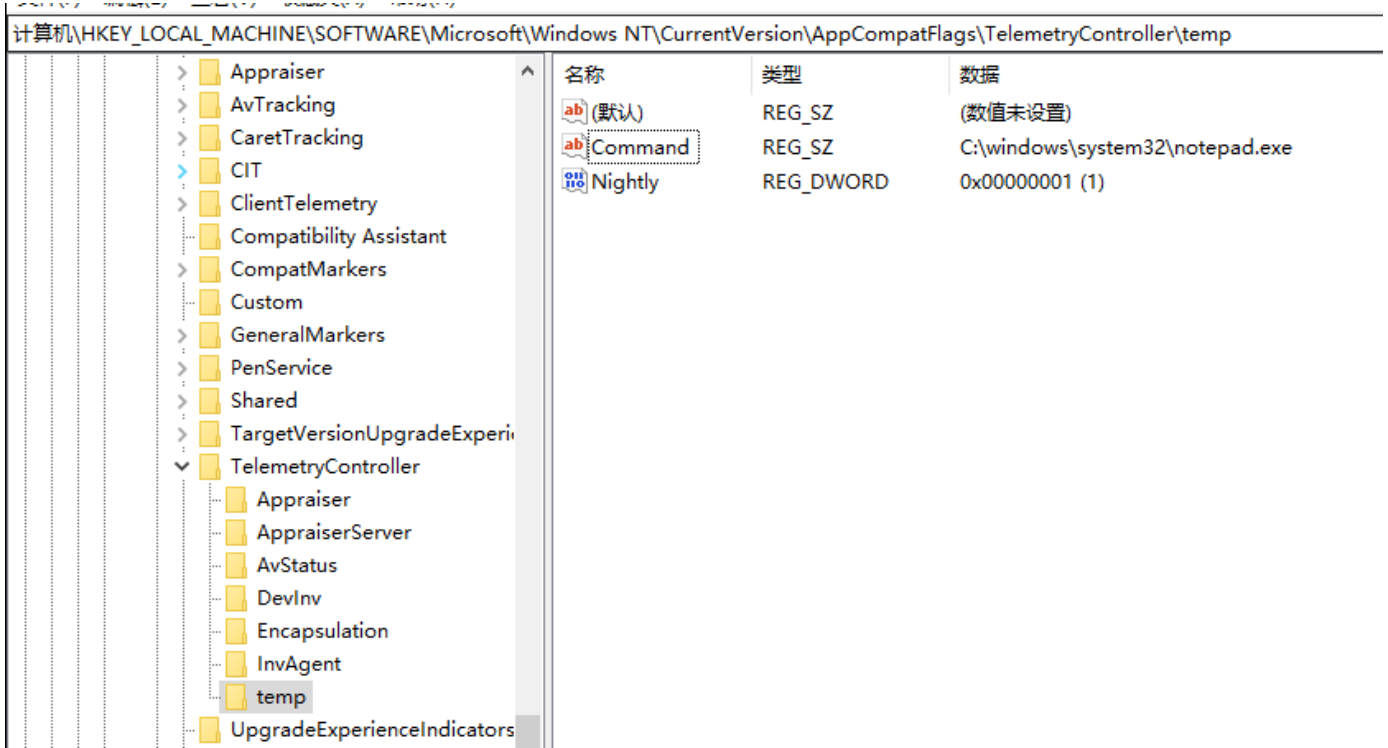 计算机\HKEY_LOCAL_MACHINE\SOFTWARE\Microsoft\Windows NT\CurrentVersion\AppCompatFlags\TelemetryController\temp
Appraiser
AvTracking
CaretTracking
CIT
ClientTelemetry
Compatibility Assistant
CompatMarkers
Custom
GeneralMarkers
PenService
Shared
TargetVersionUpgradeExperi
TelemetryController
Appraiser
AppraiserServer
AvStatus
DevInv
Encapsulation
InvAgent
temp
UpgradeExperienceIndicators
名称 类型 数据
(默认) REG_SZ (数值未设置)
Command REG_SZ C:\windows\system32\notepad.exe
Nightly REG_DWORD 0x00000001 (1)